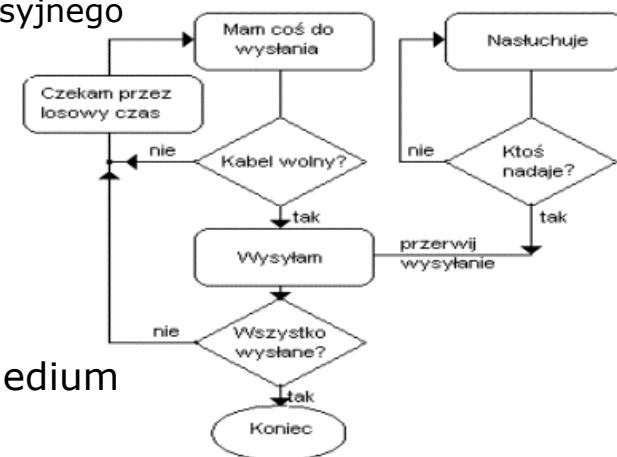 syjnego
Mam coś do
wysłania
Nasłuchuje
Czekam przez
losowy czas
nie
Kabel wolny?
nie
Ktoś
nadaje?
tak
tak
Wysyłam
przerwij
wysyłanie
nie
Wszystko
wysłane?
edium
tak
Koniec